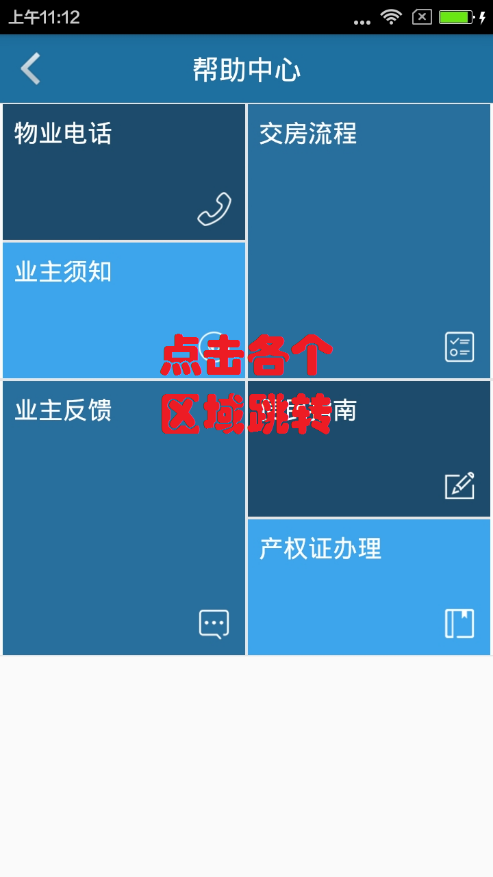 上午11:12
帮助中心
物业电话
交房流程
业主须知
点击各个
区域跳转
业主反馈
指南
产权证办理